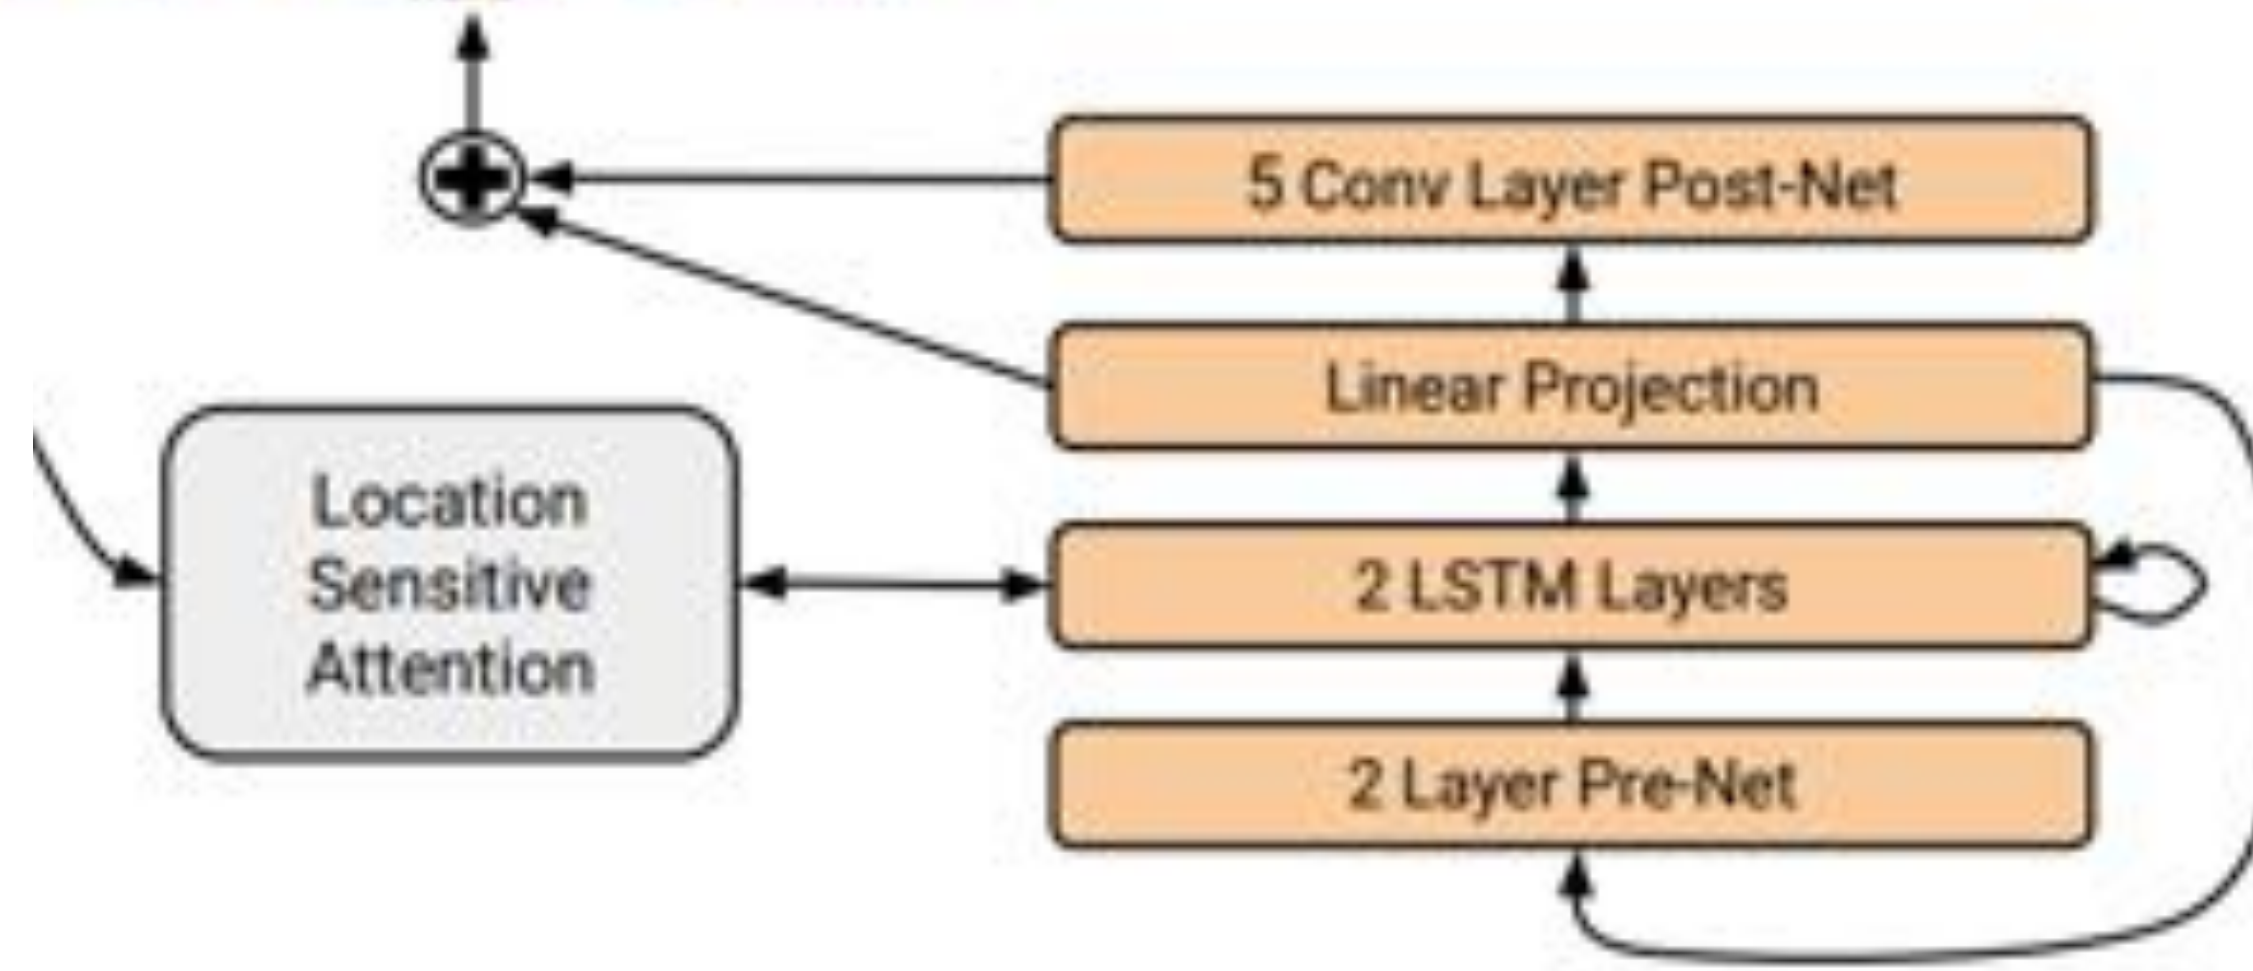 5 Conv Layer Post-Net
Linear Projection
Location
Sensitive
Attention
2 LSTM Layers
2 Layer Pre-Net